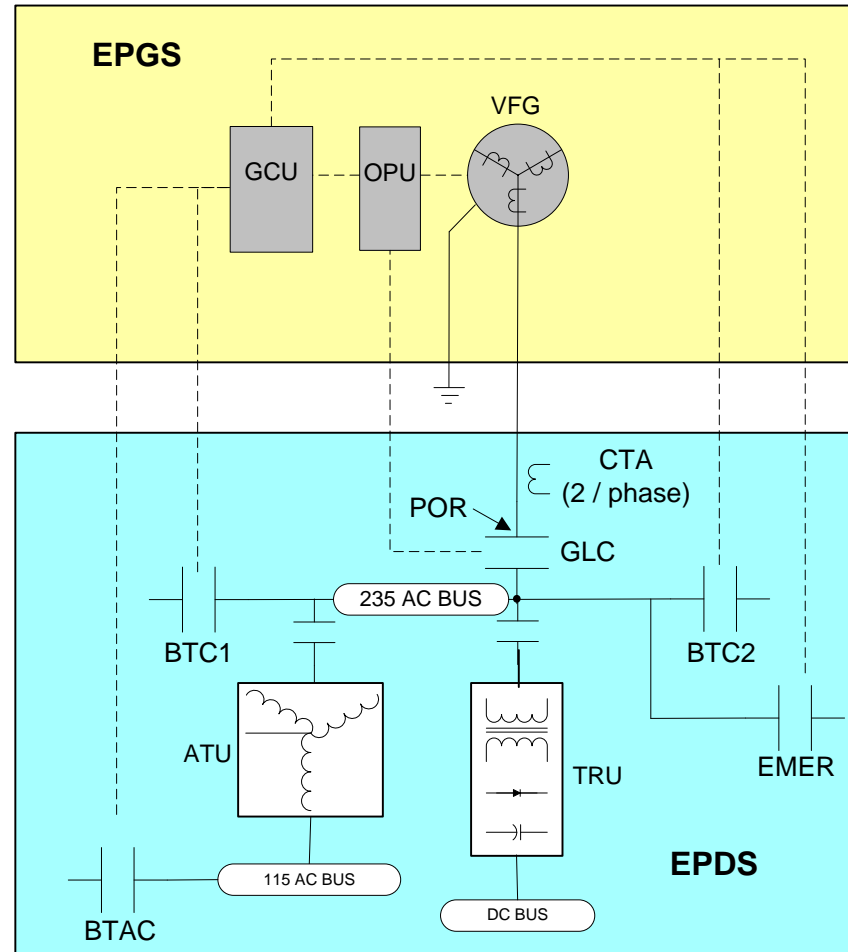 EPGS
VFG
GCU
OPU
CTA
(2 / phase)
POR
GLC
235 AC BUS
BTC1
BTC2
ATU
TRU
EMER
115 AC BUS
EPDS
DC BUS
BTAC